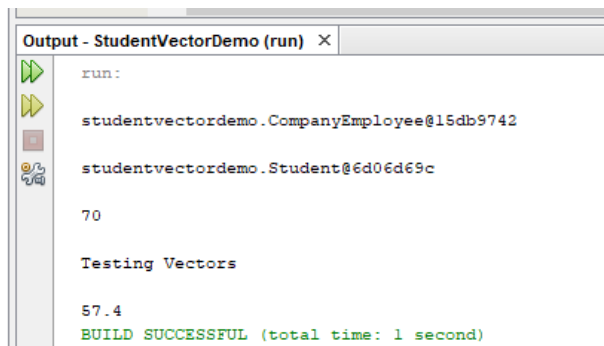 Output - StudentVectorDemo (run) ×
run:
studentvectordemo.CompanyEmployee@15db9742
studentvectordemo.Student@6d06d69c
70
Testing Vectors
57.4
BUILD SUCCESSFUL (total time: 1 second)